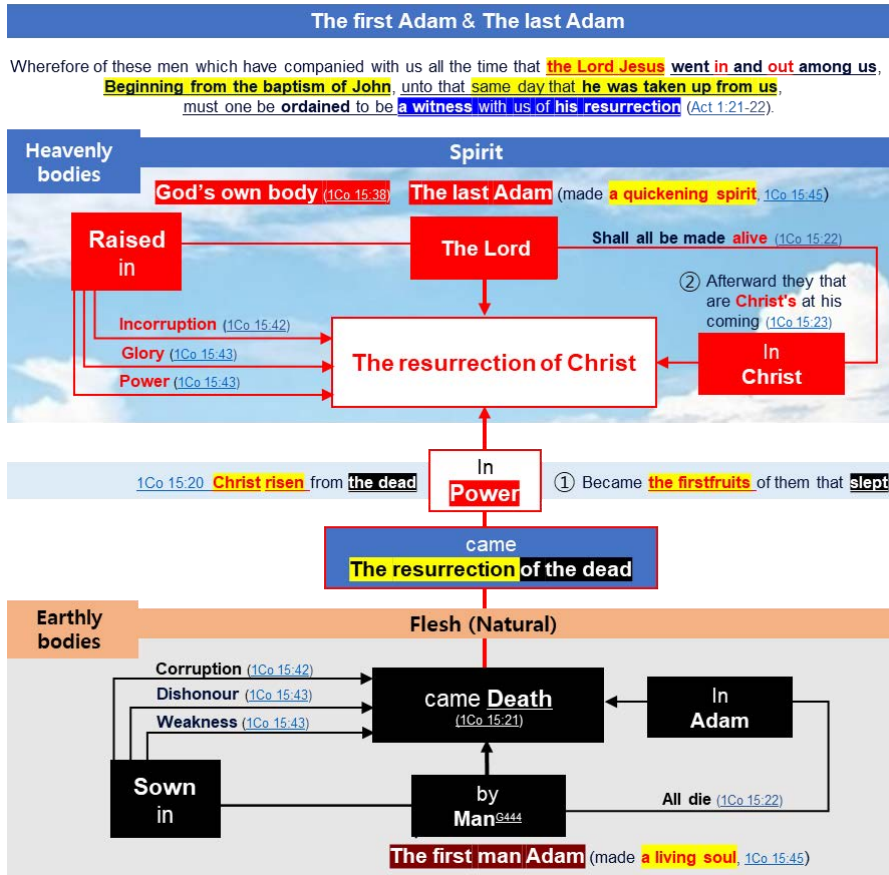 The first Adam & The last Adam
Wherefore of these men which have companied with us all the time that the Lord Jesus went in and out among us,
Beginning from the baptism of John, unto that same day that he was taken up from us,
must one be ordained to be a witness with us of his resurrection (Act 1:21-22).
Heavenly
bodies
Spirit
God's own body (1Co 15:38)
The last Adam (made a quickening spirit, 1Co 15:45)
Raised
in
The Lord
Shall all be made alive (1Co 15:22)
② Afterward they that
are Christ's at his
coming (1Co 15:23)
Incorruption (1Co 15:42)
Glory (1Co 15:43)
Power (1Co 15:43)
The resurrection of Christ
In
Christ
1Co 15:20 Christ risen from the dead
In
Power
① Became the firstfruits of them that slept
came
The resurrection of the dead
Earthly
bodies
Flesh (Natural)
Corruption (1Co 15:42)
Dishonour (1Co 15:43)
Weakness (1Co 15:43)
came Death
(1Co 15:21)
In
Adam
Sown
in
by
Man G444
All die (1Co 15:22)
The first man Adam (made a living soul, 1Co 15:45)